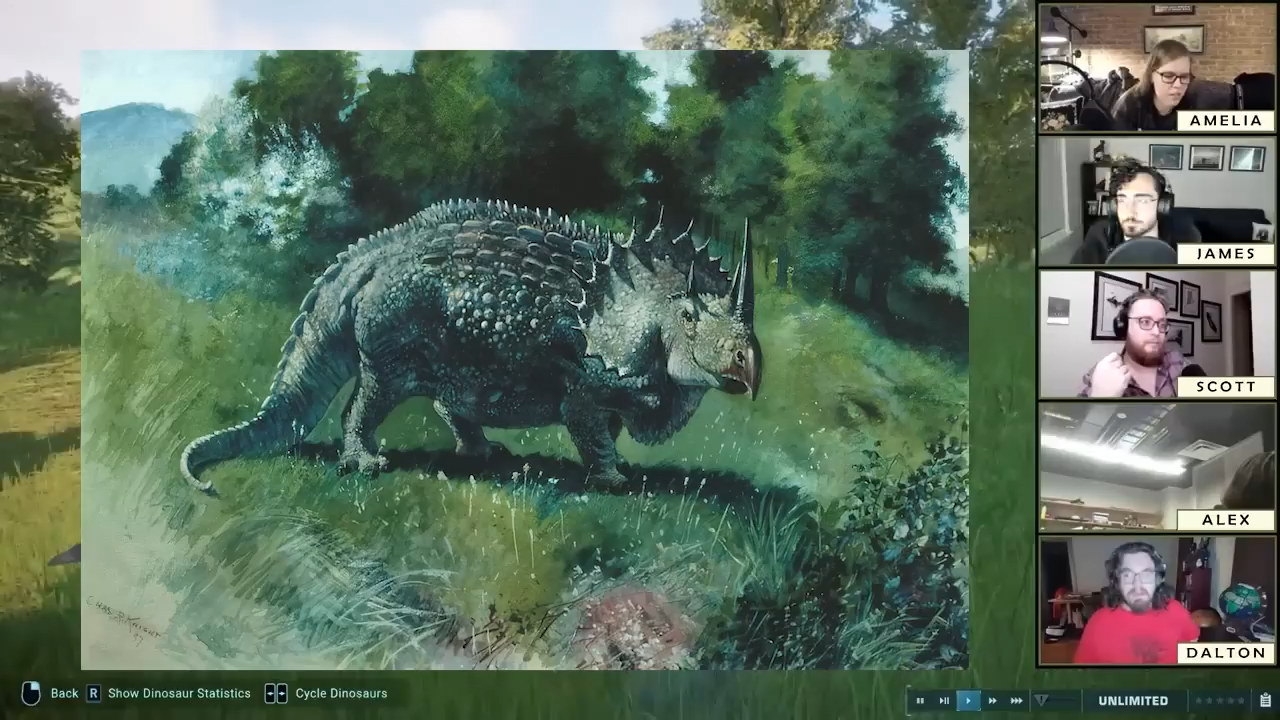 AMELIA
JAMES
SCOTT
ALEX
DALTON
Back
R
Show Dinosaur Statistics
Cycle Dinosaurs
UNLIMITED